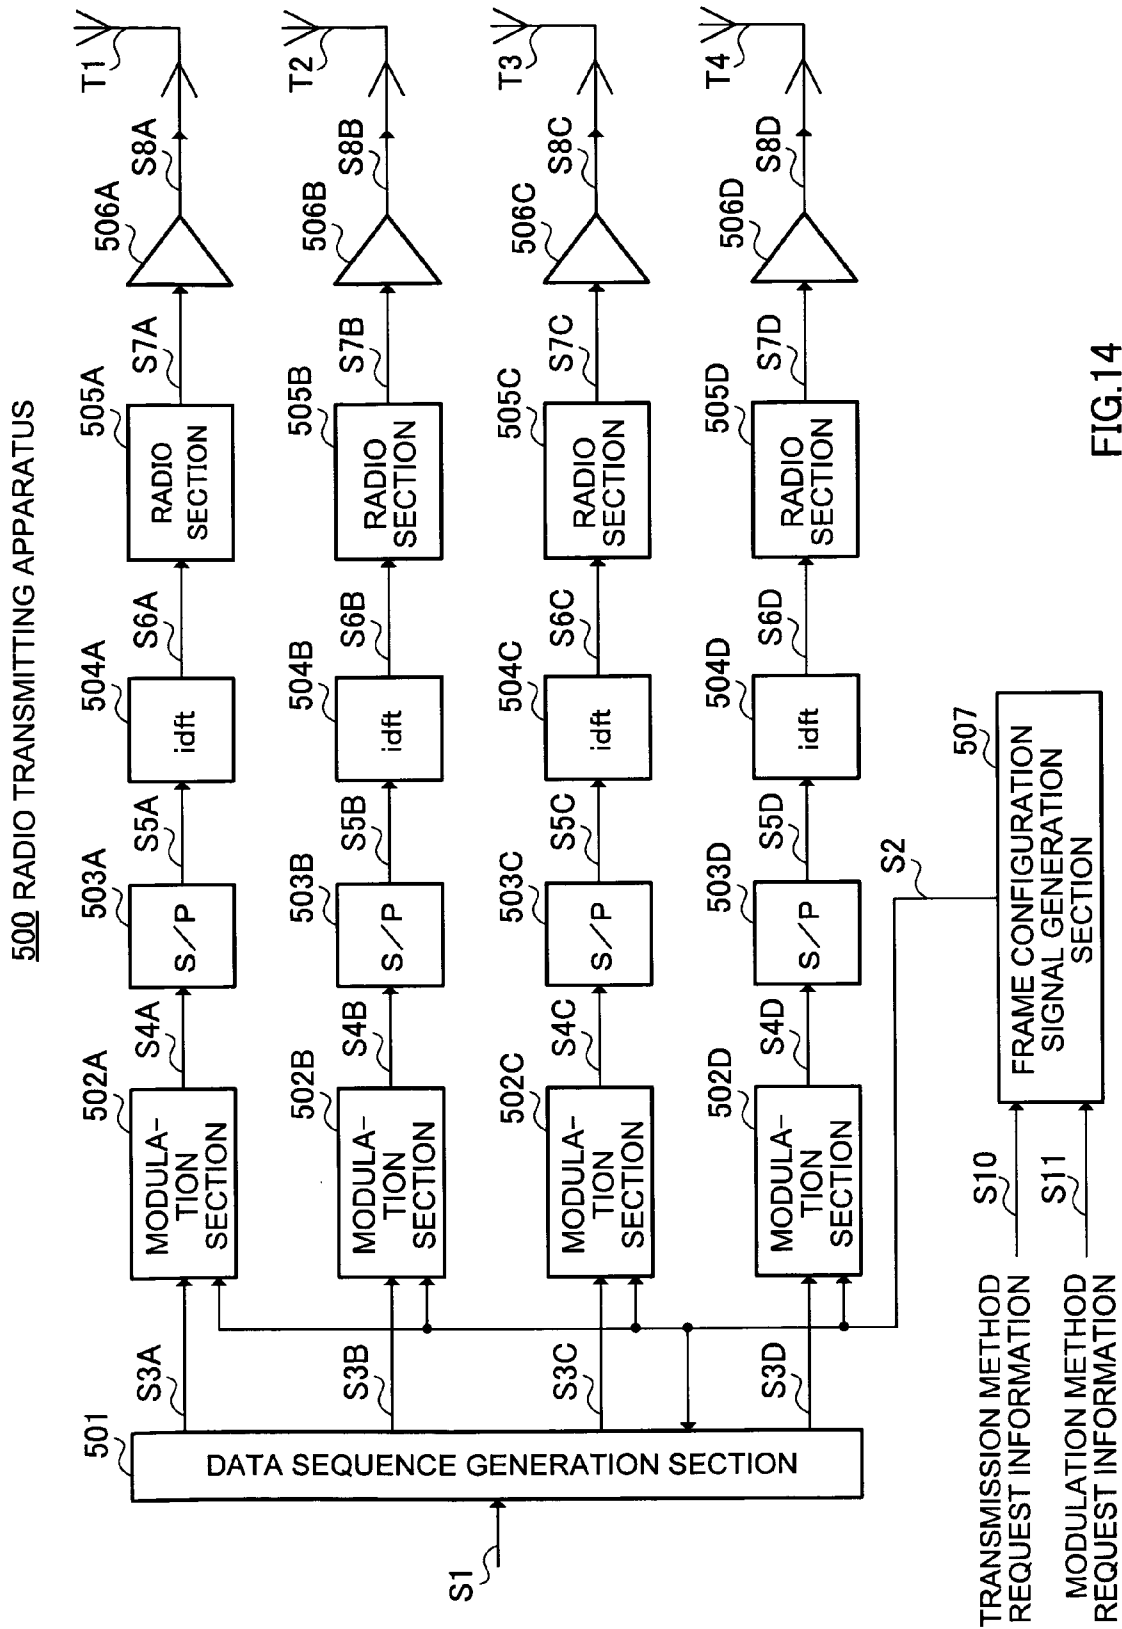 500 RADIO TRANSMITTING APPARATUS
S1
501
DATA SEQUENCE GENERATION SECTION
S3A
502A
MODULA-
TION
SECTION
S4A
503A
S/P
S5A
504A
idft
S6A
505A
RADIO
SECTION
S7A
506A
S8A
T1
S3B
502B
MODULA-
TION
SECTION
S4B
503B
S/P
S5B
504B
idft
S6B
505B
RADIO
SECTION
S7B
506B
S8B
T2
S3C
502C
MODULA-
TION
SECTION
S4C
503C
S/P
S5C
504C
idft
S6C
505C
RADIO
SECTION
S7C
506C
S8C
T3
S3D
502D
MODULA-
TION
SECTION
S4D
503D
S/P
S5D
504D
idft
S6D
505D
RADIO
SECTION
S7D
506D
S8D
T4
S2
507
FRAME CONFIGURATION
SIGNAL GENERATION
SECTION
TRANSMISSION METHOD
REQUEST INFORMATION
S10
MODULATION METHOD
REQUEST INFORMATION
S11
FIG.14